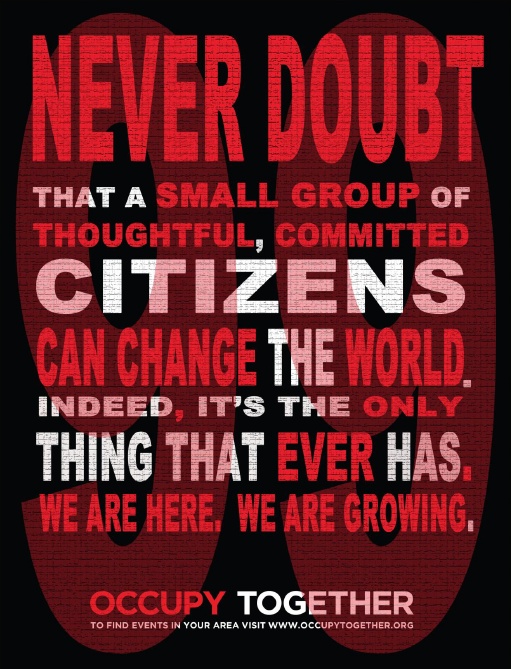 NEVER DOUBT
THAT A SMALL GROUP OF
THOUGHTFUL, COMMITTED
CITIZENS
CAN CHANGE THE WORLD.
INDEED, IT'S THE ONLY
THING THAT EVER HAS.
WE ARE HERE. WE ARE GROWING.
99
OCCUPY TOGETHER
TO FIND EVENTS IN YOUR AREA VISIT WWW.OCCUPYTOGETHER.ORG